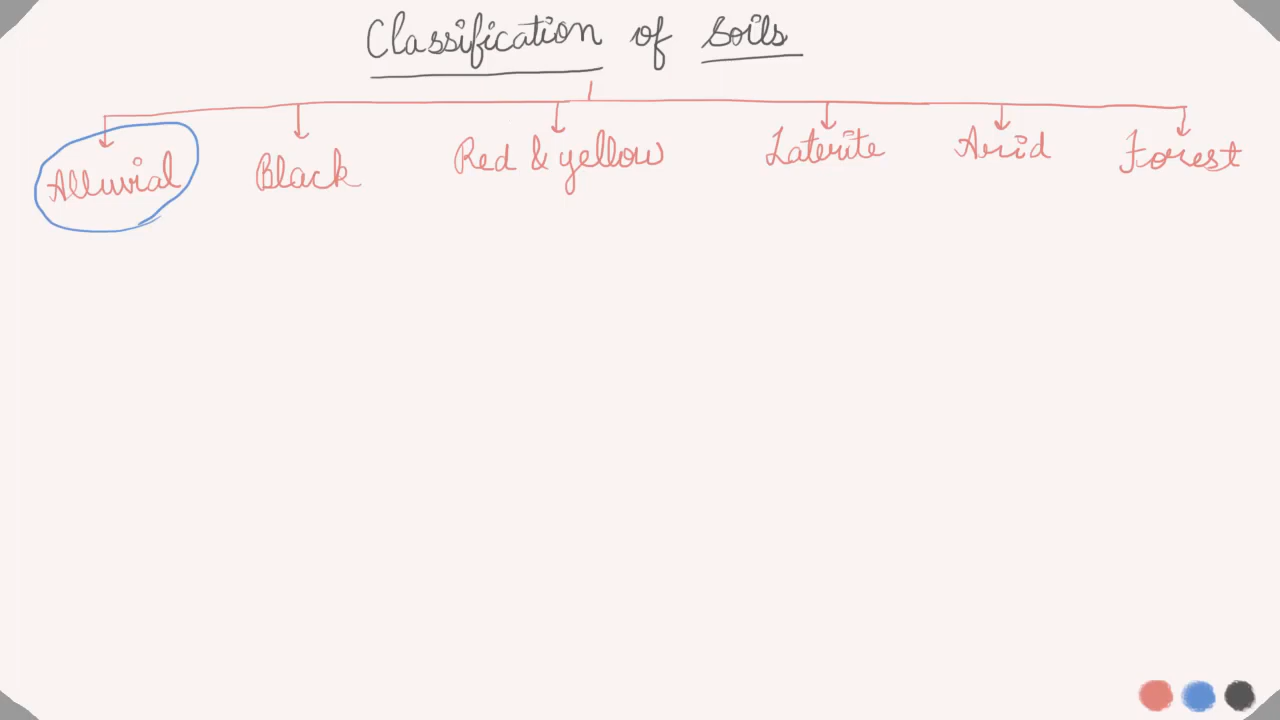 Classification of Soils
Alluvial Black Red & yellow Laterite Arid Forest